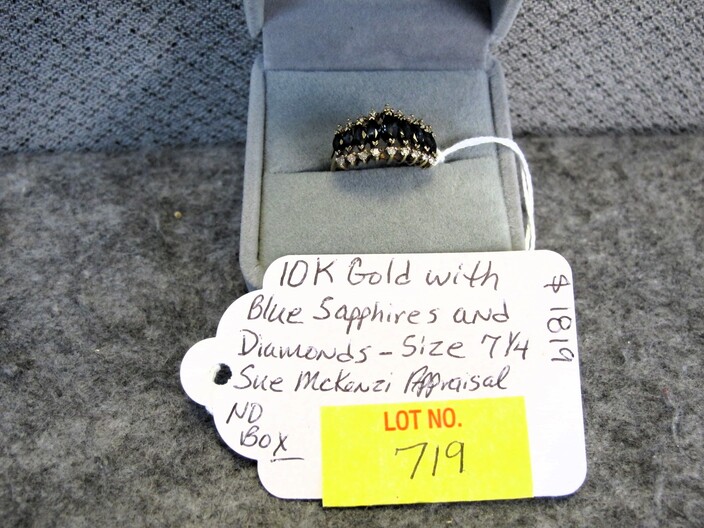 10K Gold with
Blue Sapphires and
Diamonds - Size 7 1/4
Sue McKenzi Appraisal
NO
Box
$1819
LOT NO.
719